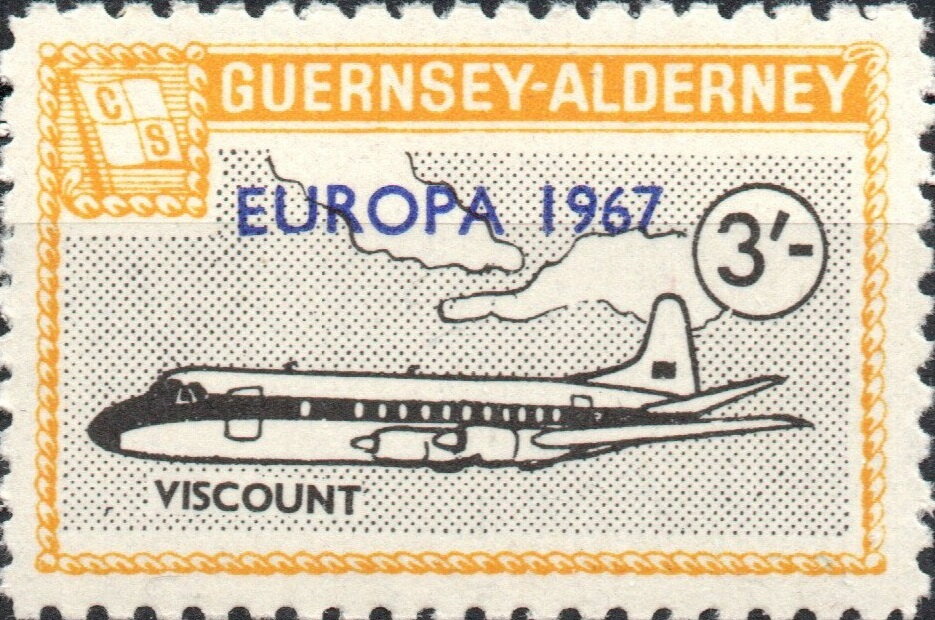 C
S
GUERNSEY-ALDERNEY
EUROPA 1967
3/-
VISCOUNT